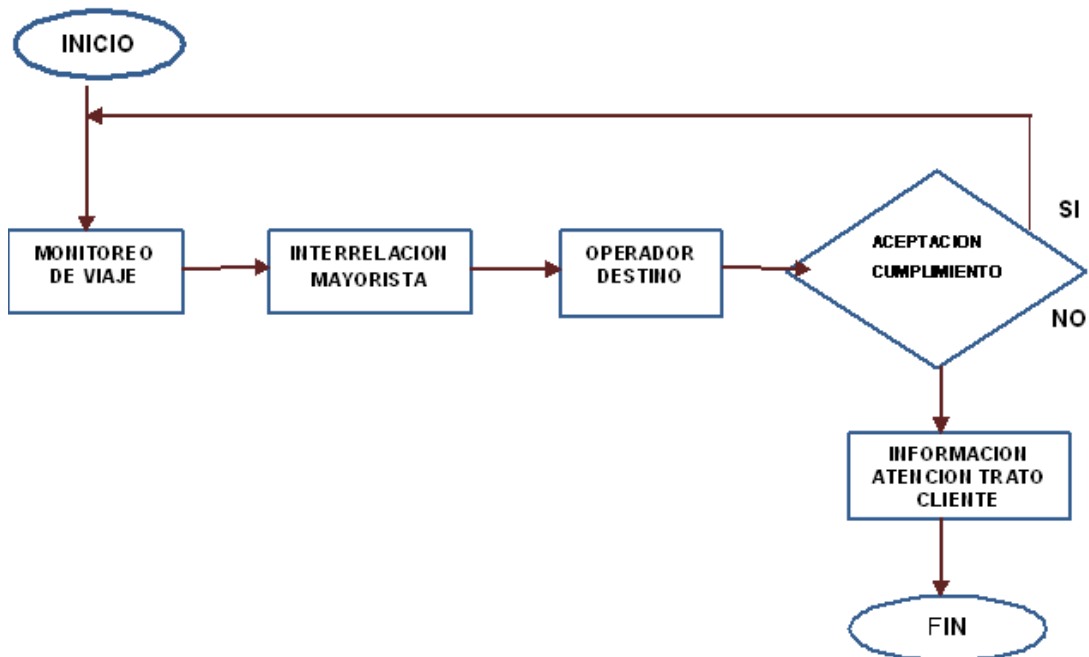 INICIO
MONITOREO
DE VIAJE
INTERRELACION
MAYORISTA
OPERADOR
DESTINO
ACEPTACION
CUMPLIMIENTO
SI
NO
INFORMACION
ATENCION TRATO
CLIENTE
FIN